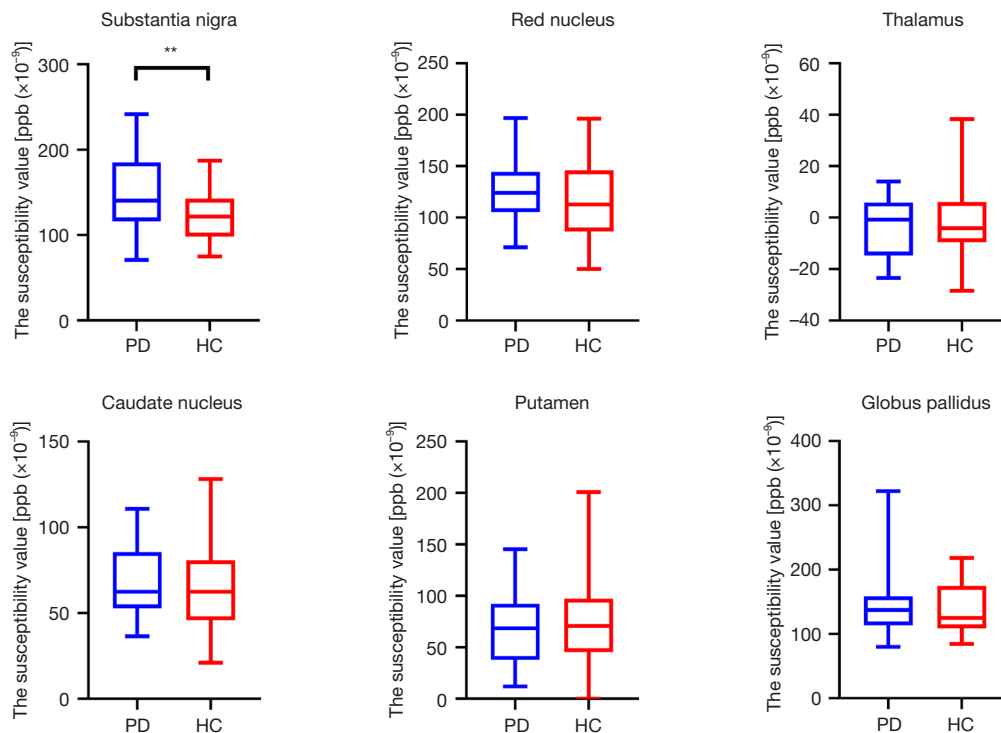 Substantia nigra
**
The susceptibility value [ppb (×10⁻⁹)]
300
200
100
0
PD
HC
Red nucleus
The susceptibility value [ppb (×10⁻⁹)]
250
200
150
100
50
0
PD
HC
Thalamus
The susceptibility value [ppb (×10⁻⁹)]
60
40
20
0
–20
–40
PD
HC
Caudate nucleus
The susceptibility value [ppb (×10⁻⁹)]
150
100
50
0
PD
HC
Putamen
The susceptibility value [ppb (×10⁻⁹)]
250
200
150
100
50
0
PD
HC
Globus pallidus
The susceptibility value [ppb (×10⁻⁹)]
400
300
200
100
0
PD
HC